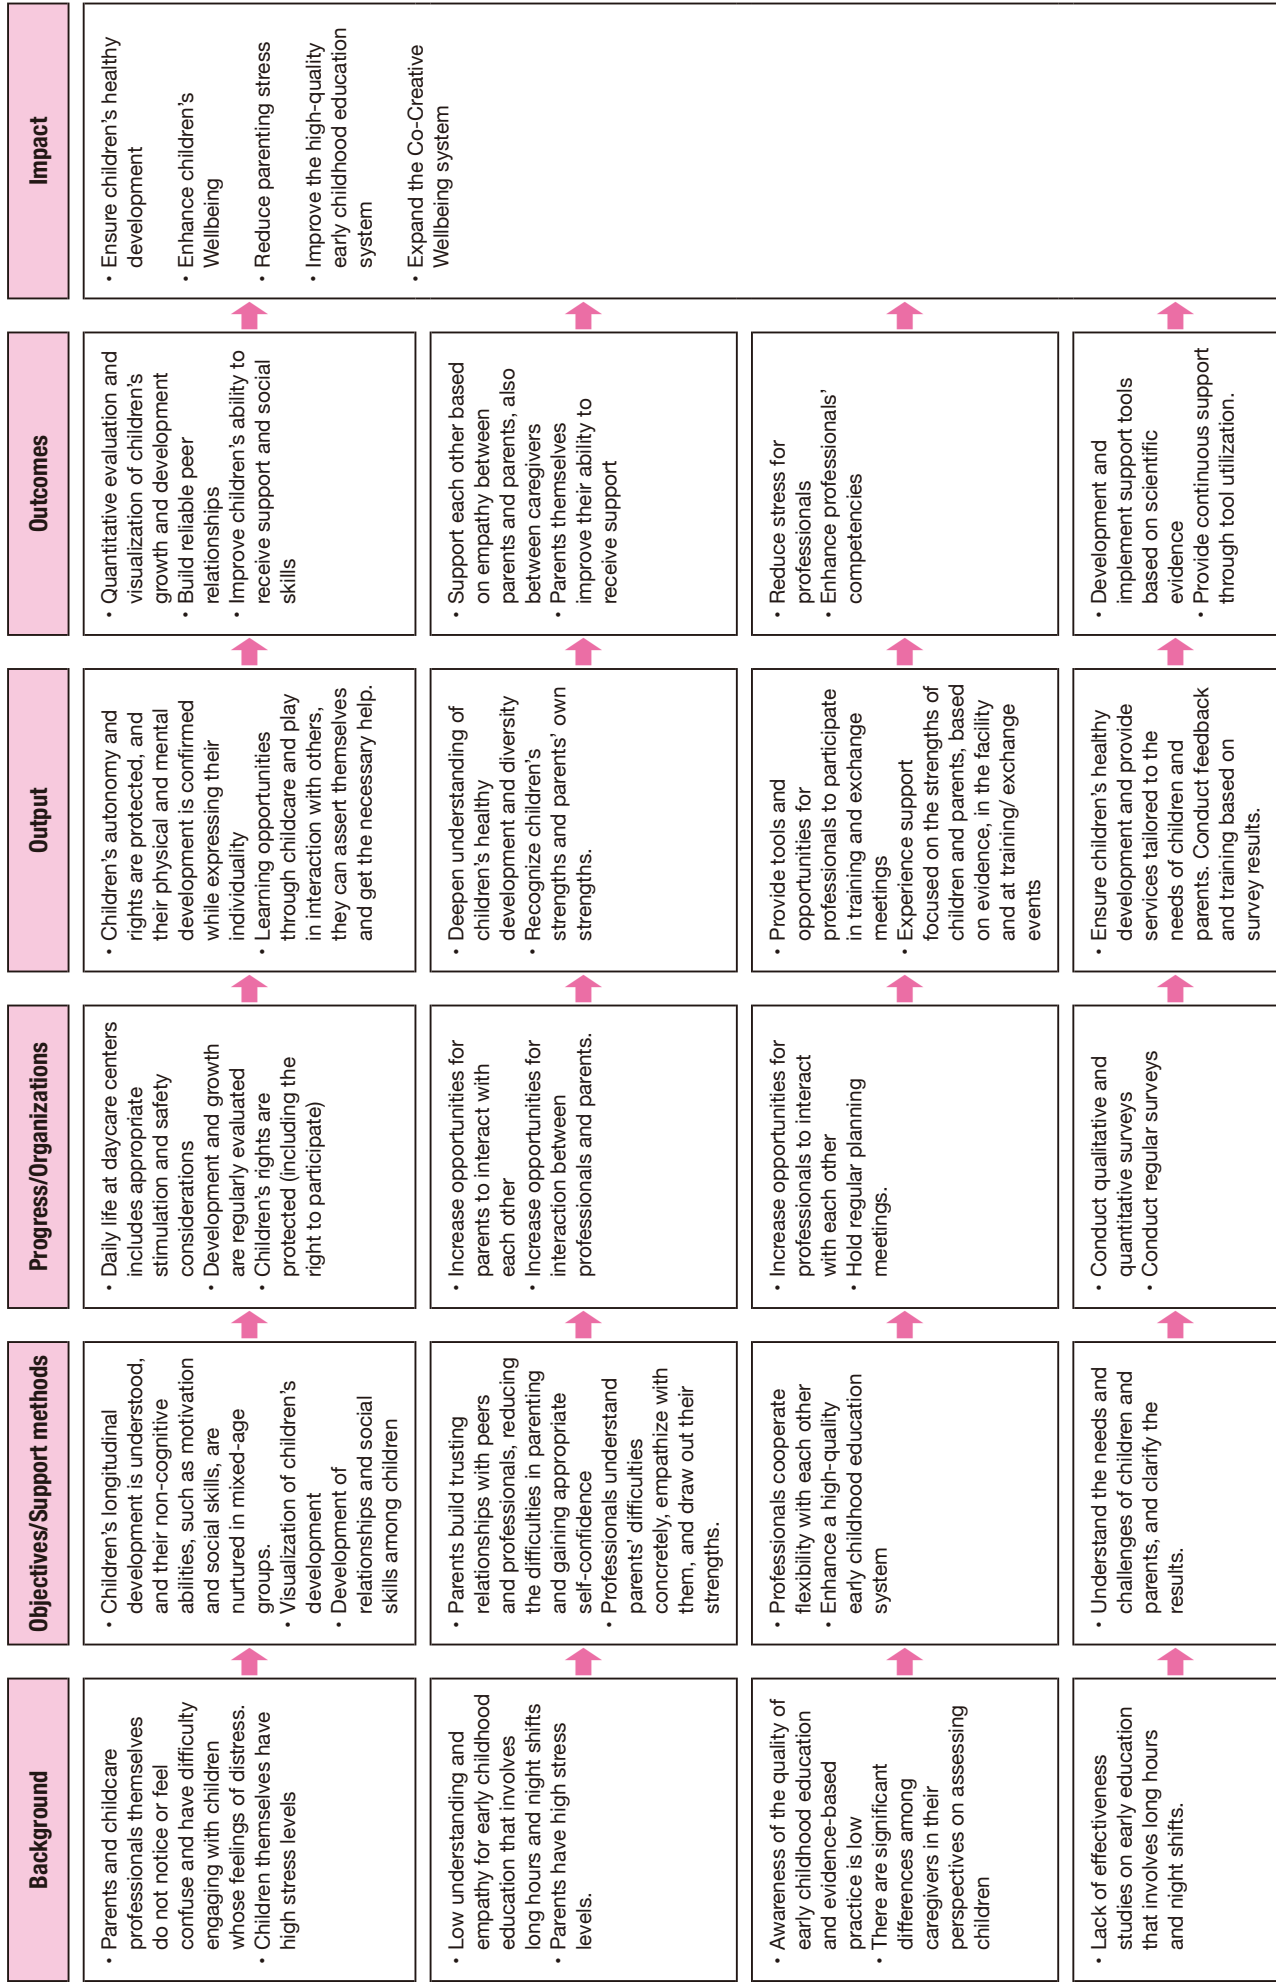 Background
Objectives/Support methods
Progress/Organizations
Output
Outcomes
Impact
・Parents and childcare
professionals themselves
do not notice or feel
confuse and have difficulty
engaging with children
whose feelings of distress.
・Children themselves have
high stress levels
・Children's longitudinal
development is understood,
and their non-cognitive
abilities, such as motivation
and social skills, are
nurtured in mixed-age
groups.
・Visualization of children's
development
・Development of
relationships and social
skills among children
・Daily life at daycare centers
includes appropriate
stimulation and safety
considerations
・Development and growth
are regularly evaluated
・Children's rights are
protected (including the
right to participate)
・Children's autonomy and
rights are protected, and
their physical and mental
development is confirmed
while expressing their
individuality
・Learning opportunities
through childcare and play
in interaction with others,
they can assert themselves
and get the necessary help.
・Quantitative evaluation and
visualization of children's
growth and development
・Build reliable peer
relationships
・Improve children's ability to
receive support and social
skills
・Ensure children's healthy
development
・Enhance children's
Wellbeing
・Reduce parenting stress
・Improve the high-quality
early childhood education
system
・Expand the Co-Creative
Wellbeing system
・Low understanding and
empathy for early childhood
education that involves
long hours and night shifts
・Parents have high stress
levels.
・Parents build trusting
relationships with peers
and professionals, reducing
the difficulties in parenting
and gaining appropriate
self-confidence
・Professionals understand
parents' difficulties
concretely, empathize with
them, and draw out their
strengths.
・Increase opportunities for
parents to interact with
each other
・Increase opportunities for
interaction between
professionals and parents.
・Deepen understanding of
children's healthy
development and diversity
・Recognize children's
strengths and parents' own
strengths.
・Support each other based
on empathy between
parents and parents, also
between caregivers
・Parents themselves
improve their ability to
receive support
・Awareness of the quality of
early childhood education
and evidence-based
practice is low
・There are significant
differences among
caregivers in their
perspectives on assessing
children
・Professionals cooperate
flexibility with each other
・Enhance a high-quality
early childhood education
system
・Increase opportunities for
professionals to interact
with each other
・Hold regular planning
meetings.
・Provide tools and
opportunities for
professionals to participate
in training and exchange
meetings
・Experience support
focused on the strengths of
children and parents, based
on evidence, in the facility
and at training/ exchange
events
・Reduce stress for
professionals
・Enhance professionals'
competencies
・Lack of effectiveness
studies on early education
that involves long hours
and night shifts.
・Understand the needs and
challenges of children and
parents, and clarify the
results.
・Conduct qualitative and
quantitative surveys
・Conduct regular surveys
・Ensure children's healthy
development and provide
services tailored to the
needs of children and
parents. Conduct feedback
and training based on
survey results.
・Development and
implement support tools
based on scientific
evidence
・Provide continuous support
through tool utilization.